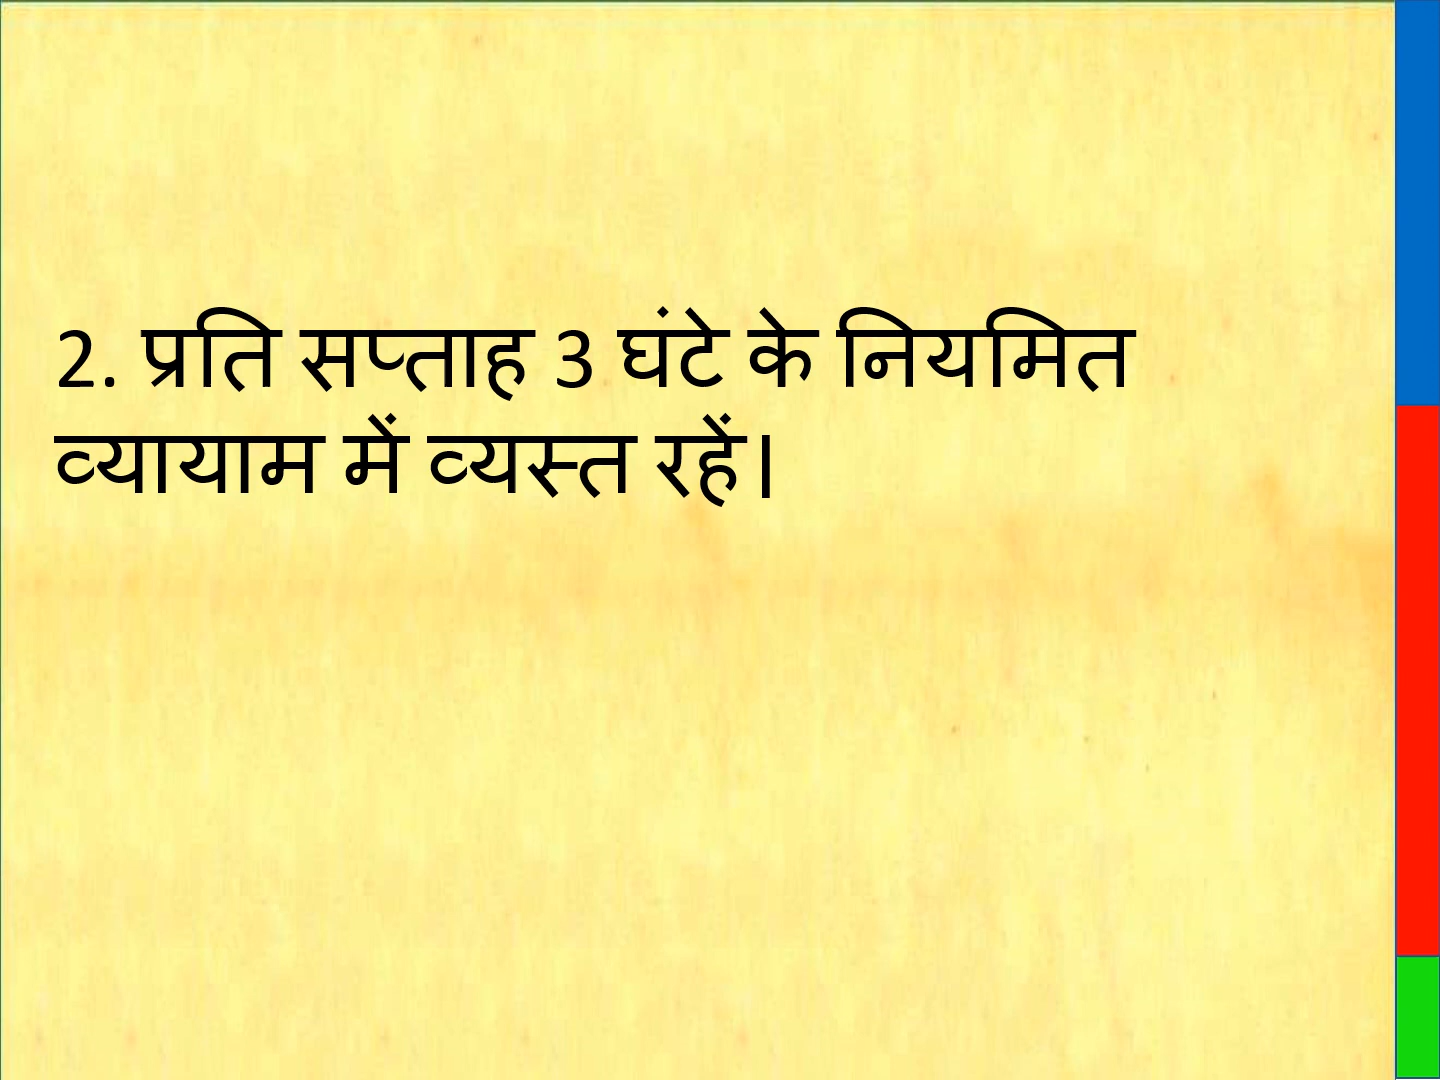 2. प्रति सप्ताह 3 घंटे के नियमित
व्यायाम में व्यस्त रहें।